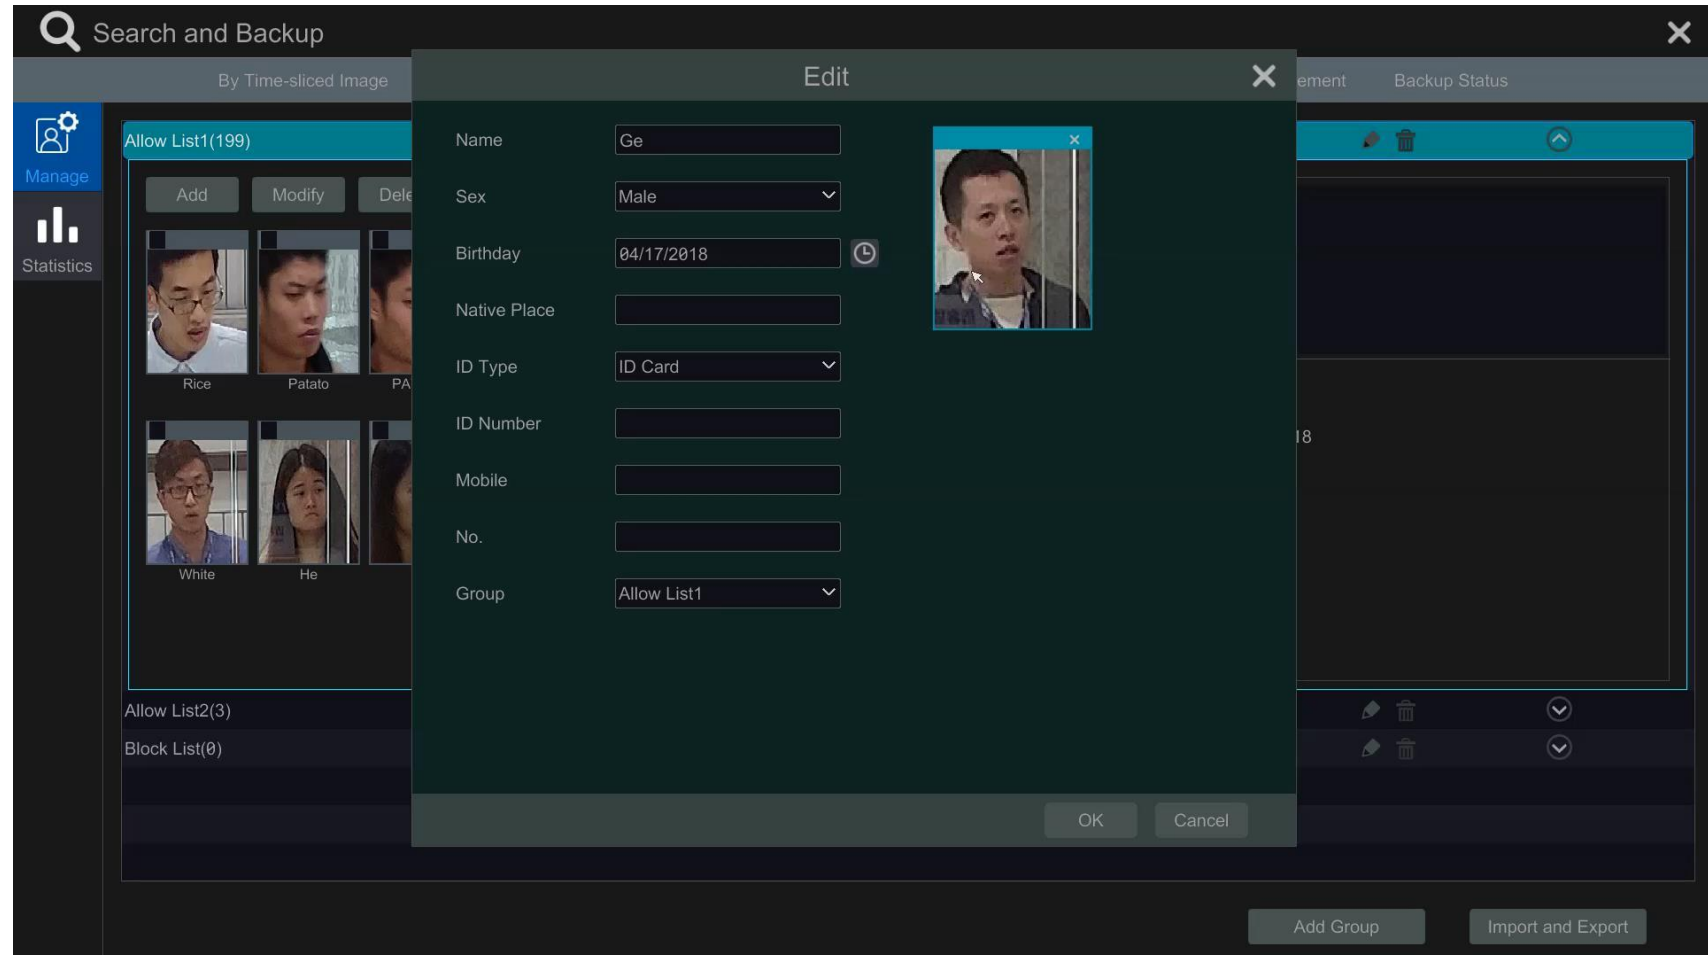 Search and Backup
By Time-sliced Image
Edit
ement
Backup Status
Manage
Statistics
Allow List1(199)
Add
Modify
Dele
Rice
Patato
PA
White
He
Name
Ge
Sex
Male
Birthday
04/17/2018
Native Place
ID Type
ID Card
ID Number
Mobile
No.
Group
Allow List1
18
Allow List2(3)
Block List(0)
OK
Cancel
Add Group
Import and Export